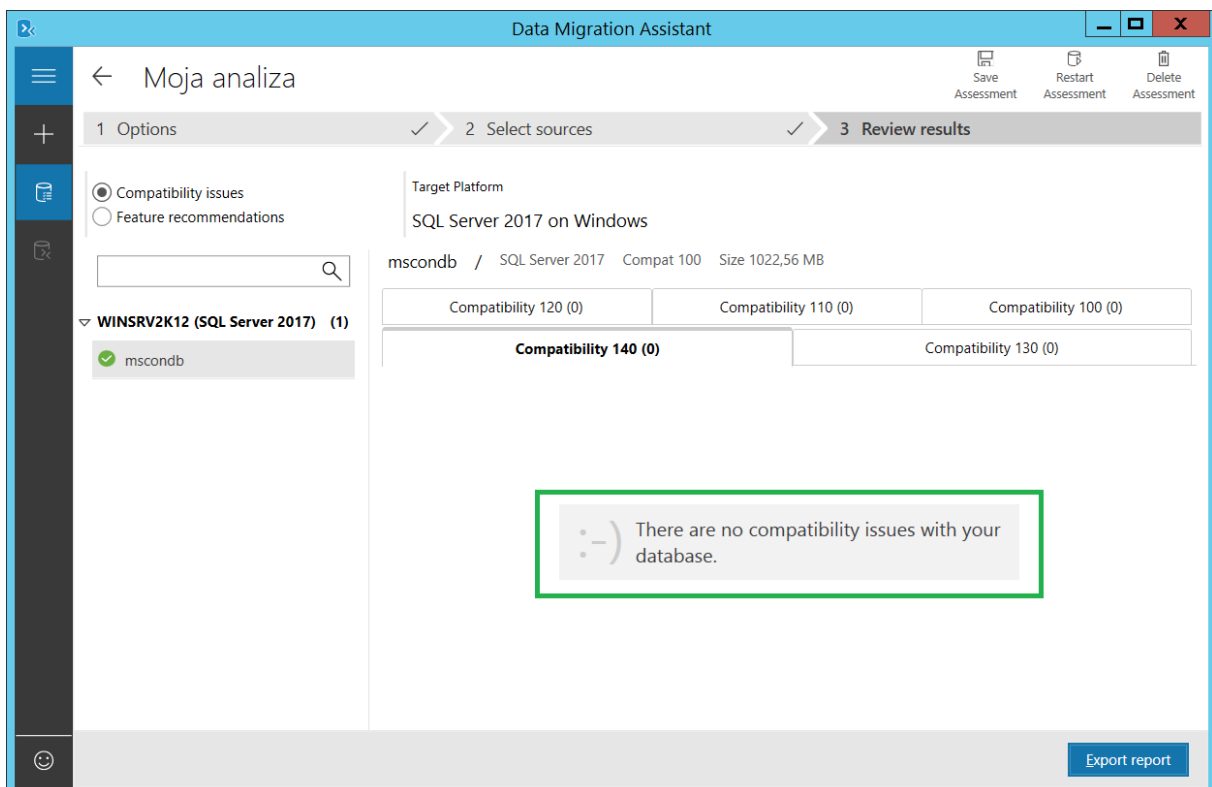 Data Migration Assistant
Moja analiza
Save
Assessment
Restart
Assessment
Delete
Assessment
1 Options
2 Select sources
3 Review results
Compatibility issues
Feature recommendations
Target Platform
SQL Server 2017 on Windows
mscondb / SQL Server 2017 Compat 100 Size 1022,56 MB
WINSRV2K12 (SQL Server 2017) (1)
mscondb
Compatibility 120 (0)
Compatibility 110 (0)
Compatibility 100 (0)
Compatibility 140 (0)
Compatibility 130 (0)
:-)
There are no compatibility issues with your
database.
Export report